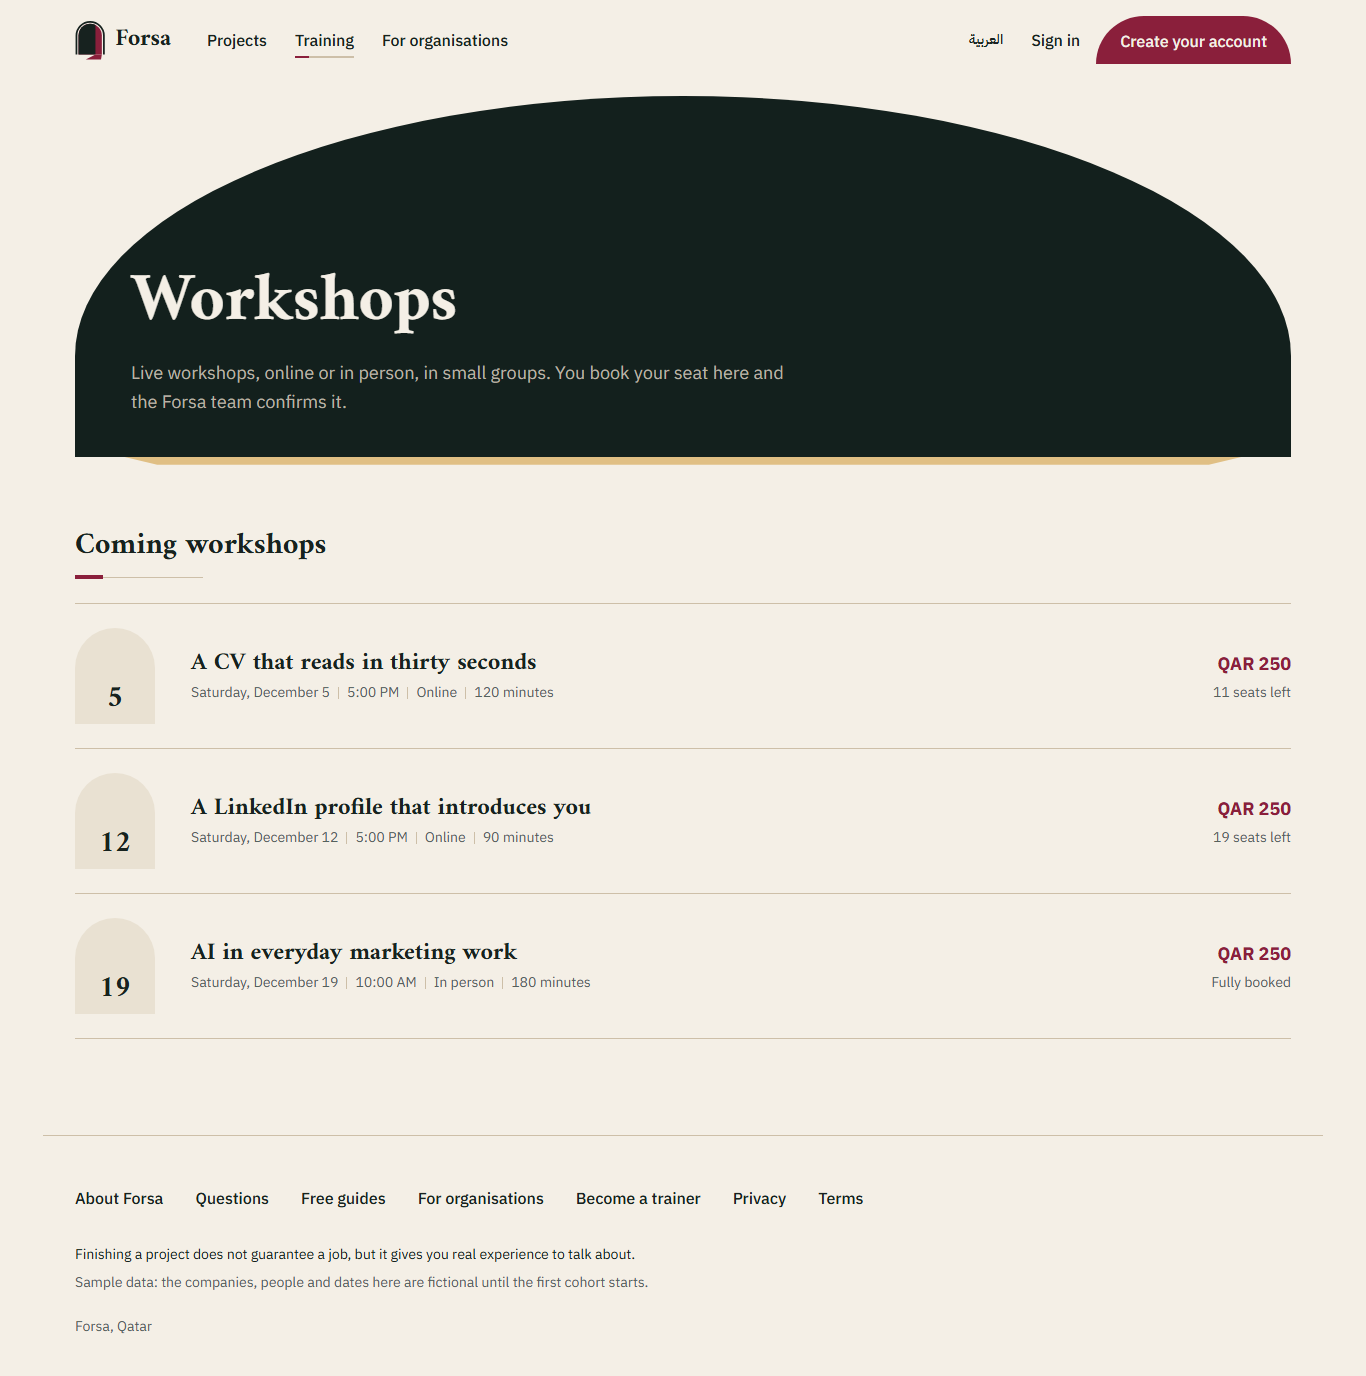 Forsa
Projects
Training
For organisations
العربية
Sign in
Create your account
Workshops
Live workshops, online or in person, in small groups. You book your seat here and
the Forsa team confirms it.
Coming workshops
5
A CV that reads in thirty seconds
Saturday, December 5 | 5:00 PM | Online | 120 minutes
QAR 250
11 seats left
12
A LinkedIn profile that introduces you
Saturday, December 12 | 5:00 PM | Online | 90 minutes
QAR 250
19 seats left
19
AI in everyday marketing work
Saturday, December 19 | 10:00 AM | In person | 180 minutes
QAR 250
Fully booked
About Forsa
Questions
Free guides
For organisations
Become a trainer
Privacy
Terms
Finishing a project does not guarantee a job, but it gives you real experience to talk about.
Sample data: the companies, people and dates here are fictional until the first cohort starts.
Forsa, Qatar